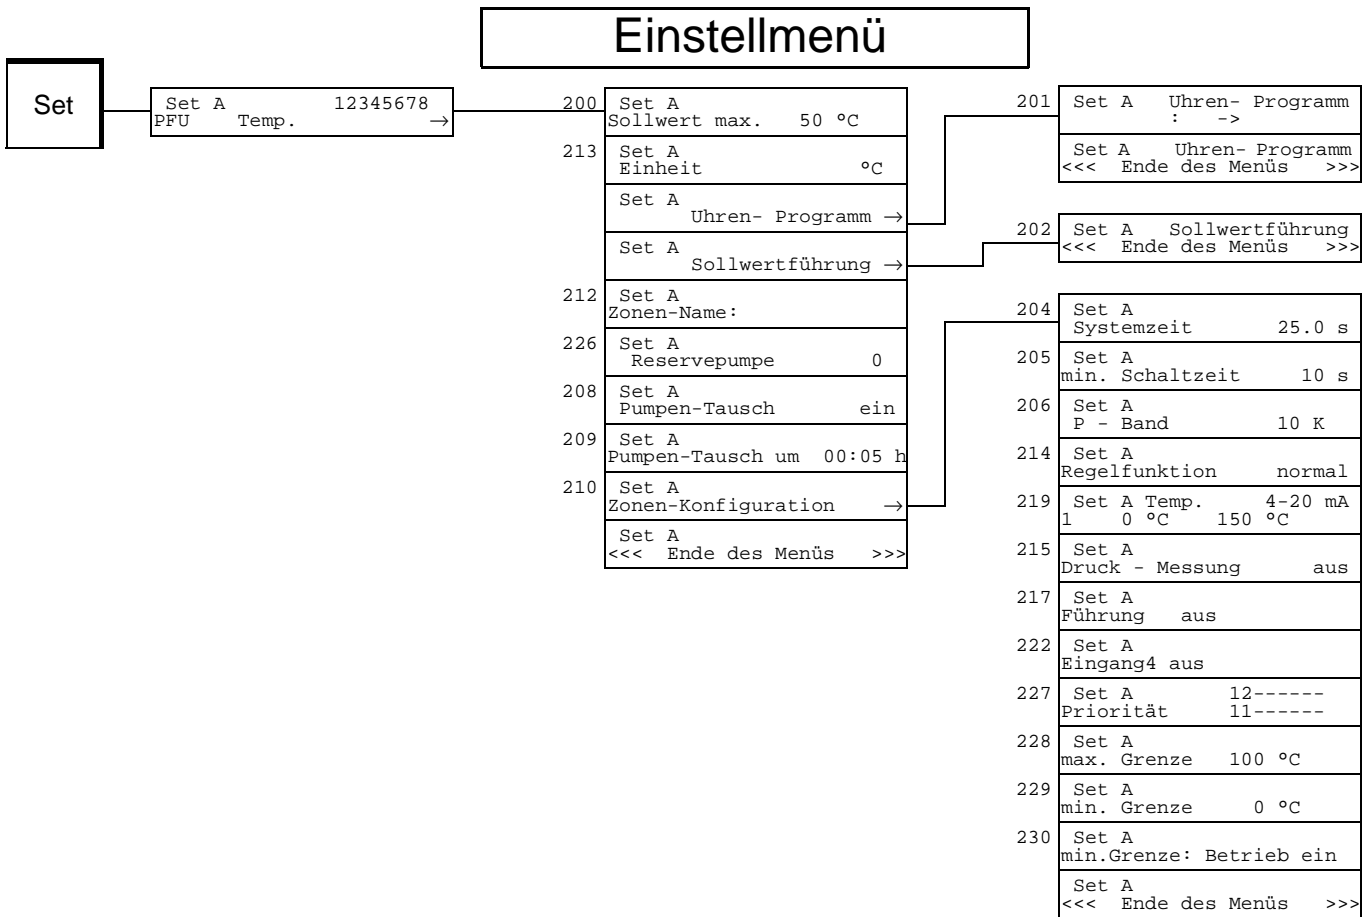 Einstellmenü
Set
Set A 12345678
PFU Temp. →
200 Set A
Sollwert max. 50 °C
213 Set A
Einheit °C
Set A
Uhren- Programm →
Set A
Sollwertführung →
212 Set A
Zonen-Name:
226 Set A
Reservepumpe 0
208 Set A
Pumpen-Tausch ein
209 Set A
Pumpen-Tausch um 00:05 h
210 Set A
Zonen-Konfiguration →
Set A
<<< Ende des Menüs >>>
201 Set A Uhren- Programm
: ->
Set A Uhren- Programm
<<< Ende des Menüs >>>
202 Set A Sollwertführung
<<< Ende des Menüs >>>
204 Set A
Systemzeit 25.0 s
205 Set A
min. Schaltzeit 10 s
206 Set A
P - Band 10 K
214 Set A
Regelfunktion normal
219 Set A Temp. 4-20 mA
1 0 °C 150 °C
215 Set A
Druck - Messung aus
217 Set A
Führung aus
222 Set A
Eingang4 aus
227 Set A 12------
Priorität 11------
228 Set A
max. Grenze 100 °C
229 Set A
min. Grenze 0 °C
230 Set A
min.Grenze: Betrieb ein
Set A
<<< Ende des Menüs >>>